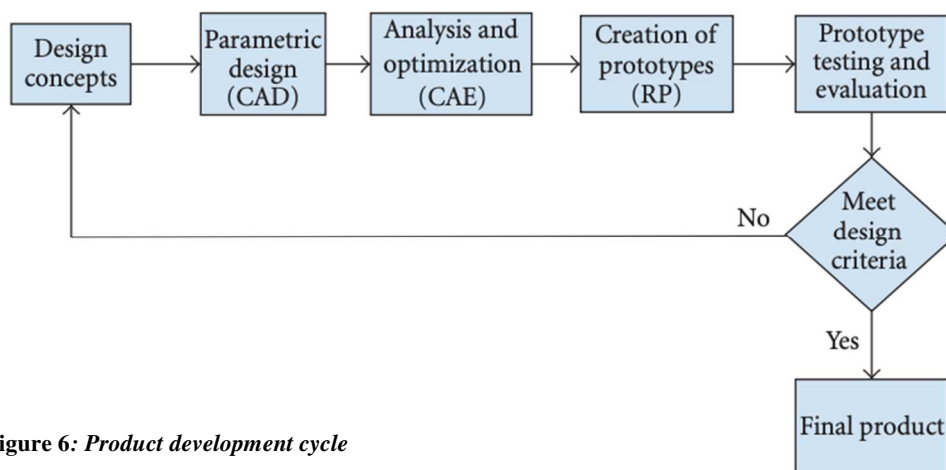 Design
concepts
Parametric
design
(CAD)
Analysis and
optimization
(CAE)
Creation of
prototypes
(RP)
Prototype
testing and
evaluation
Meet
design
criteria
No
Yes
Final product
igure 6: Product development cycle